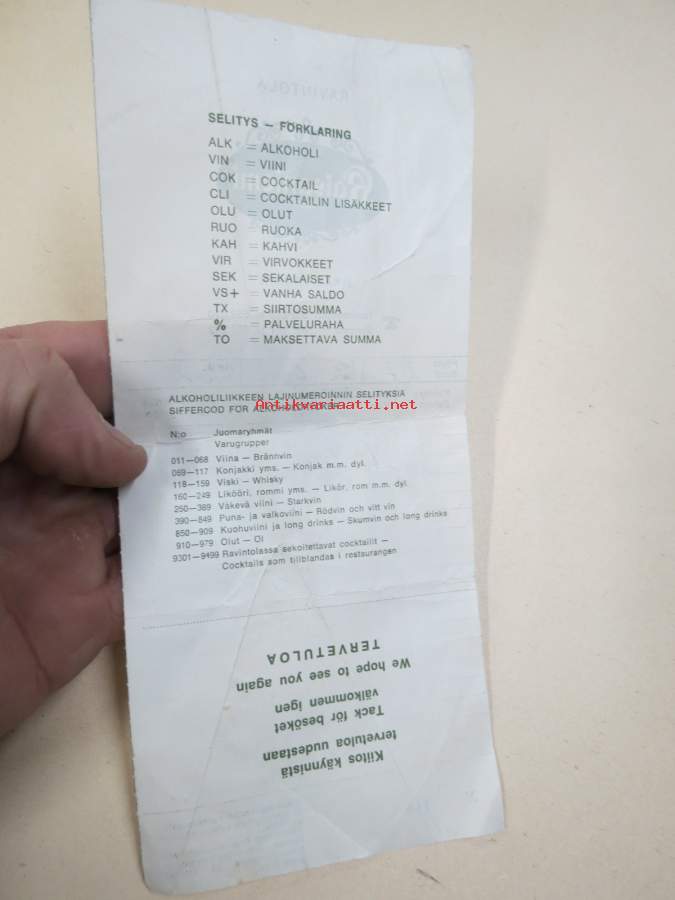 SELITYS — FÖRKLARING
ALK = ALKOHOLI
VIN = VIINI
COK = COCKTAIL
CLI = COCKTAILIN LISÄKKEET
OLU = OLUT
RUO = RUOKA
KAH = KAHVI
VIR = VIRVOKKEET
SEK = SEKALAISET
VS+ = VANHA SALDO
TX = SIIRTOSUMMA
% = PALVELURAHA
TO = MAKSETTAVA SUMMA
ALKOHOLILIIKKEEN LAJINUMEROINNIN SELITYKSIÄ
SIFFERCOD FÖR
Antikvariaatti.net
N:o Juomaryhmät
Varugrupper
011—068 Viina — Brännvin
069—117 Konjakki yms. — Konjak m.m. dyl.
118—159 Viski — Whisky
160—249 Likööri, rommi yms. — Likör, rom m.m. dyl.
250—389 Väkevä viini — Starkvin
390—849 Puna- ja valkoviini — Rödvin och vitt vin
850—909 Kuohuviini ja long drinks — Skumvin och long drinks
910—979 Olut — Öl
9301—9499 Ravintolassa sekoitettavat cocktailit —
Cocktails som tillblandas i restaurangen
Kiitos käynnistä
tervetuloa uudestaan
Tack för besöket
välkommen igen
We hope to see you again
TERVETULOA